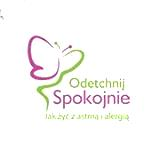 Odetchnij
Spokojnie
Jak żyć z astmą i alergią